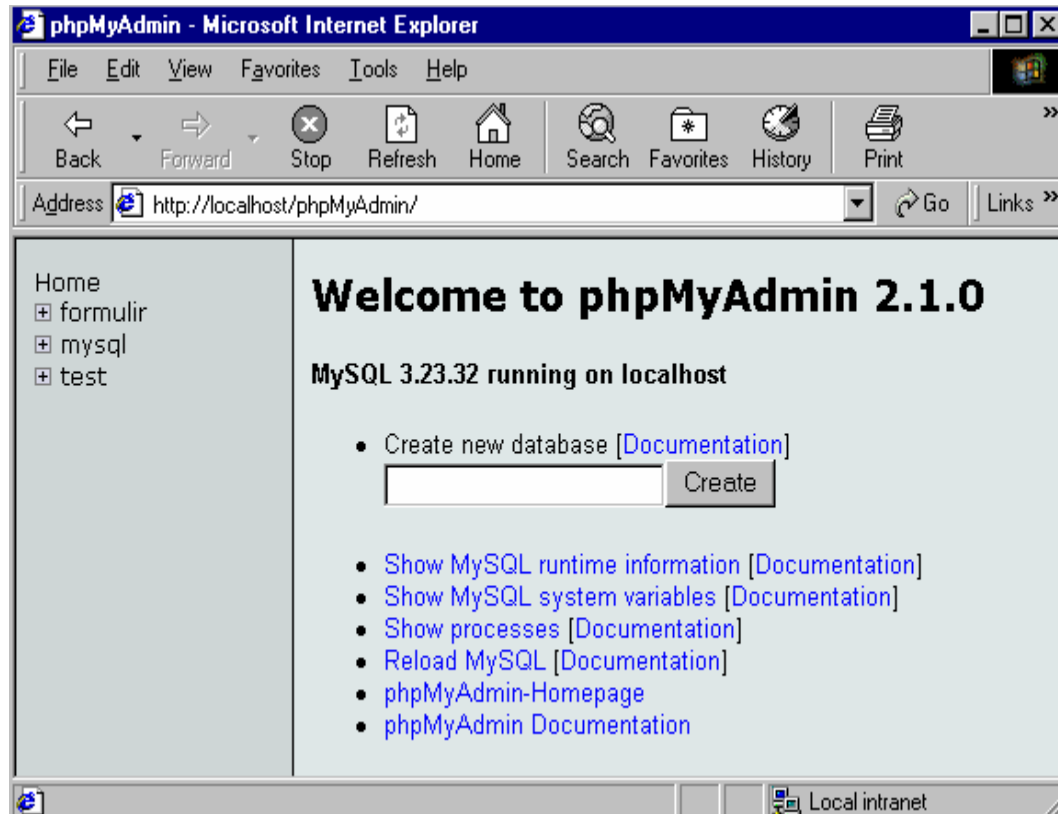 phpMyAdmin - Microsoft Internet Explorer
File Edit View Favorites Tools Help
Back Forward Stop Refresh Home Search Favorites History Print »
Address http://localhost/phpMyAdmin/ Go Links »
Home
formulir
mysql
test
Welcome to phpMyAdmin 2.1.0
MySQL 3.23.32 running on localhost
• Create new database [Documentation]
Create
• Show MySQL runtime information [Documentation]
• Show MySQL system variables [Documentation]
• Show processes [Documentation]
• Reload MySQL [Documentation]
• phpMyAdmin-Homepage
• phpMyAdmin Documentation
Local intranet